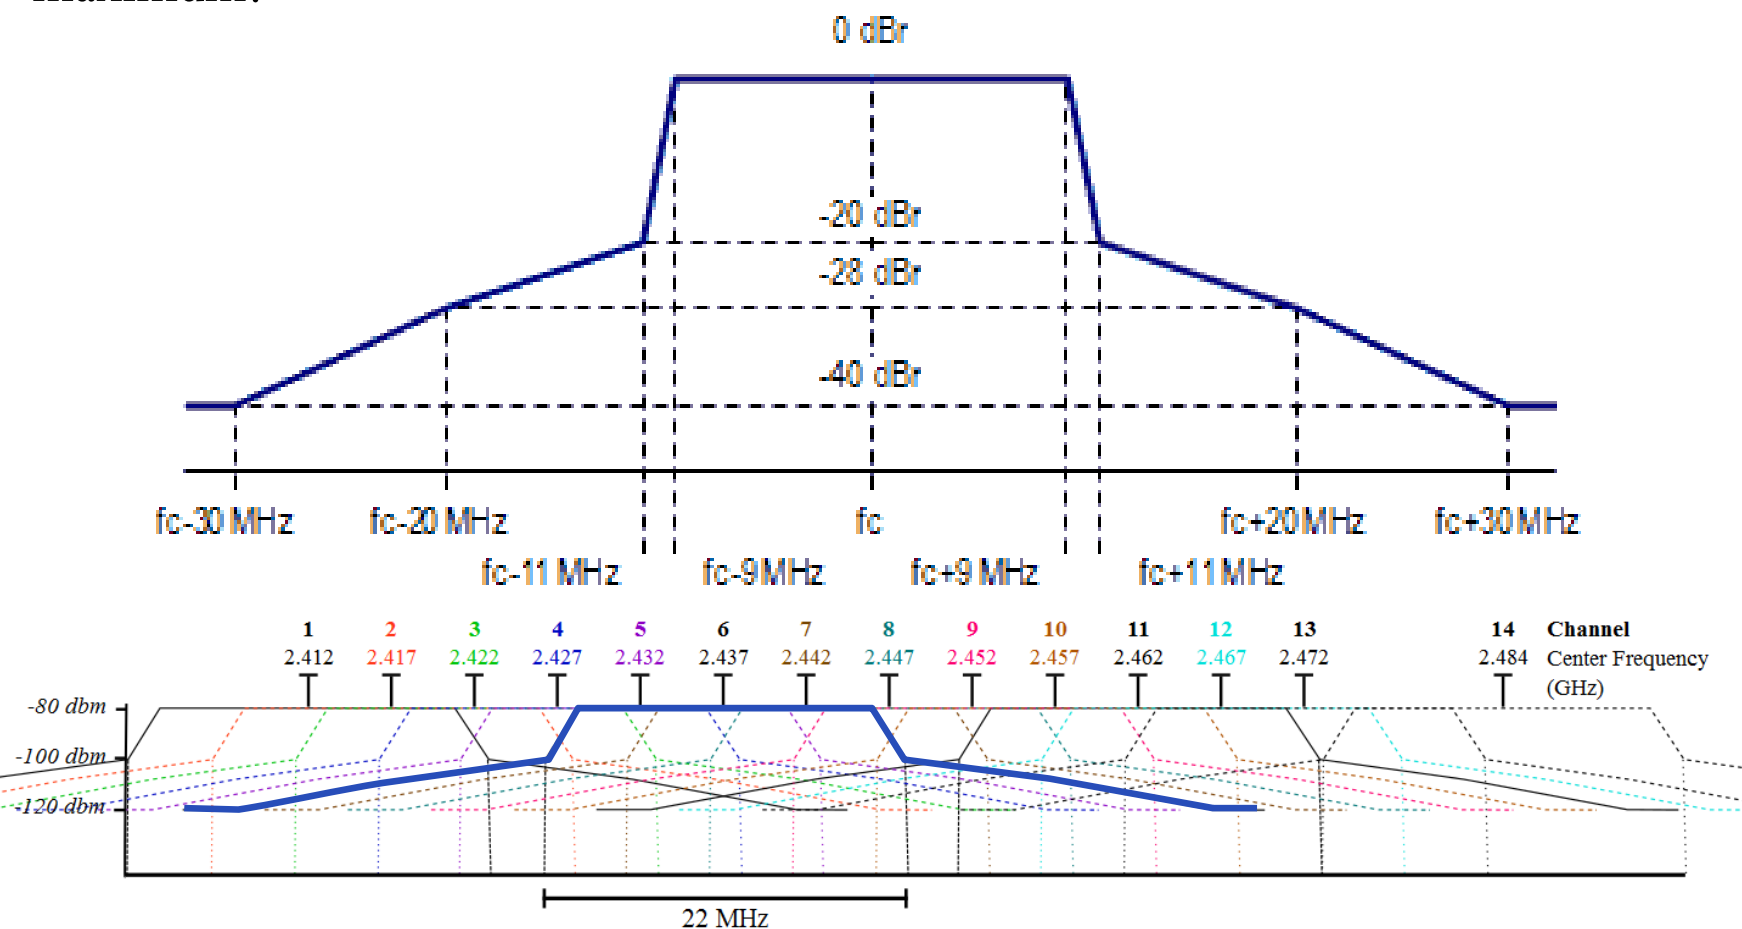 0 dBr
-20 dBr
-28 dBr
-40 dBr
fc-30 MHz fc-20 MHz fc fc+20 MHz fc+30 MHz
fc-11 MHz fc-9 MHz fc+9 MHz fc+11 MHz
1 2 3 4 5 6 7 8 9 10 11 12 13 14 Channel
2.412 2.417 2.422 2.427 2.432 2.437 2.442 2.447 2.452 2.457 2.462 2.467 2.472 2.484 Center Frequency
(GHz)
-80 dbm
-100 dbm
-120 dbm
22 MHz